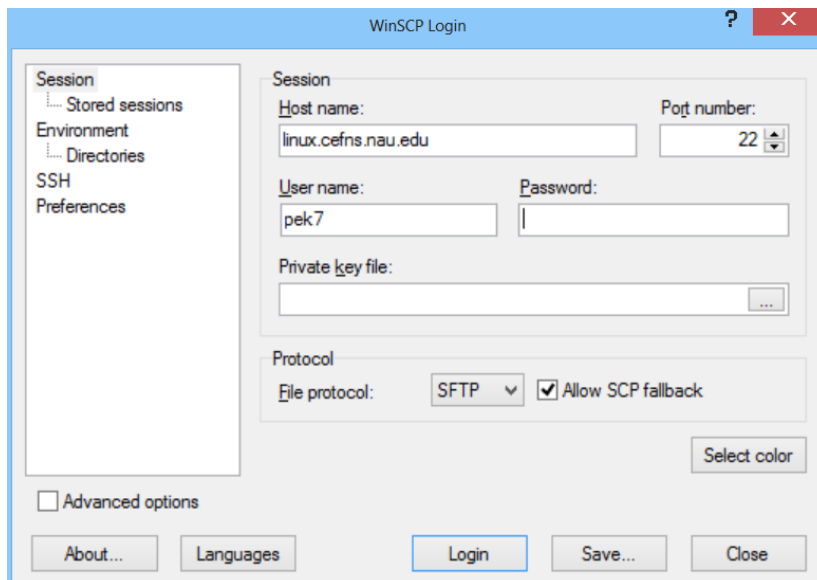 WinSCP Login
?
Session
Stored sessions
Environment
Directories
SSH
Preferences
Session
Host name:
Port number:
linux.cefns.nau.edu
22
User name:
Password:
pek7
Private key file:
...
Protocol
File protocol:
SFTP
Allow SCP fallback
Select color
Advanced options
About...
Languages
Login
Save...
Close